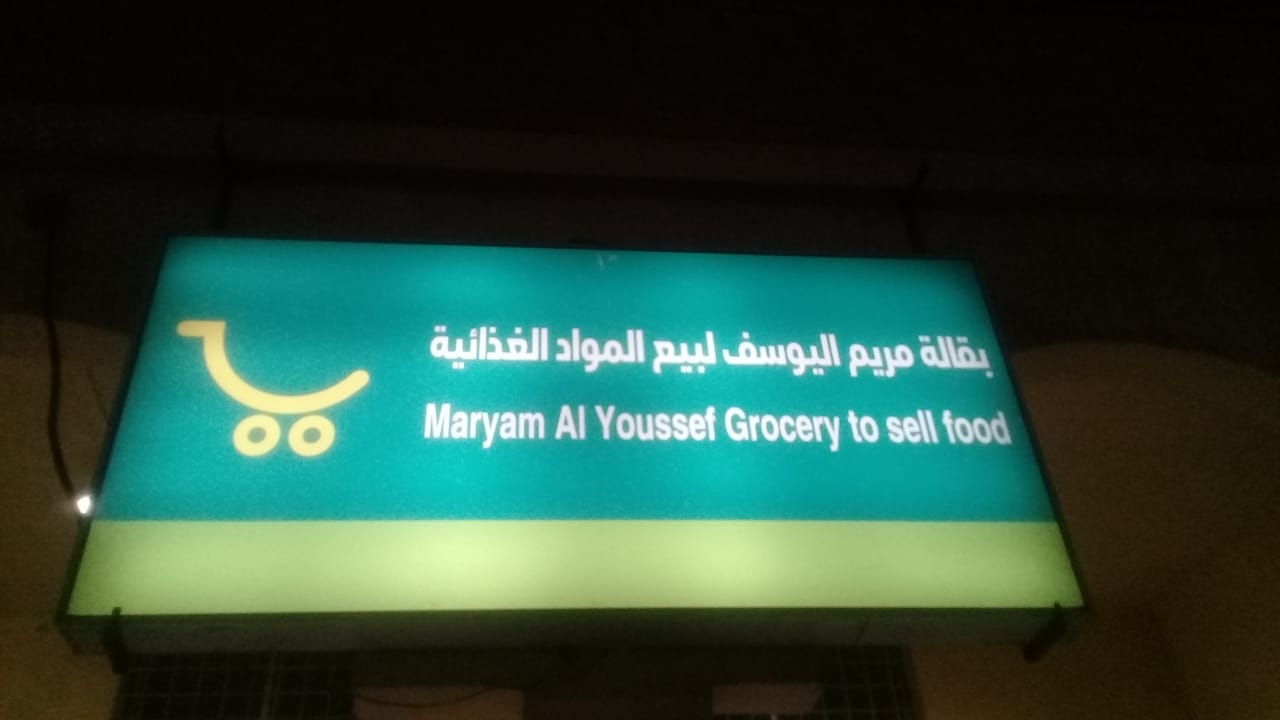 بقالة مريم اليوسف لبيع المواد الغذائية
Maryam Al Youssef Grocery to sell food